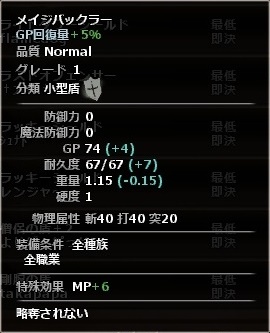 メイジバックラー
GP回復量+5%
品質 Normal
グレード 1
分類 小型盾
防御力 0
魔法防御力 0
GP 74 (+4)
耐久度 67/67 (+7)
重量 1.15 (-0.15)
硬度 1
物理属性 斬40 打40 突20
装備条件 全種族
全職業
特殊効果 MP+6
略奪されない
最低
即決
最低
即決
最低
即決
最低
即決
最低
即決